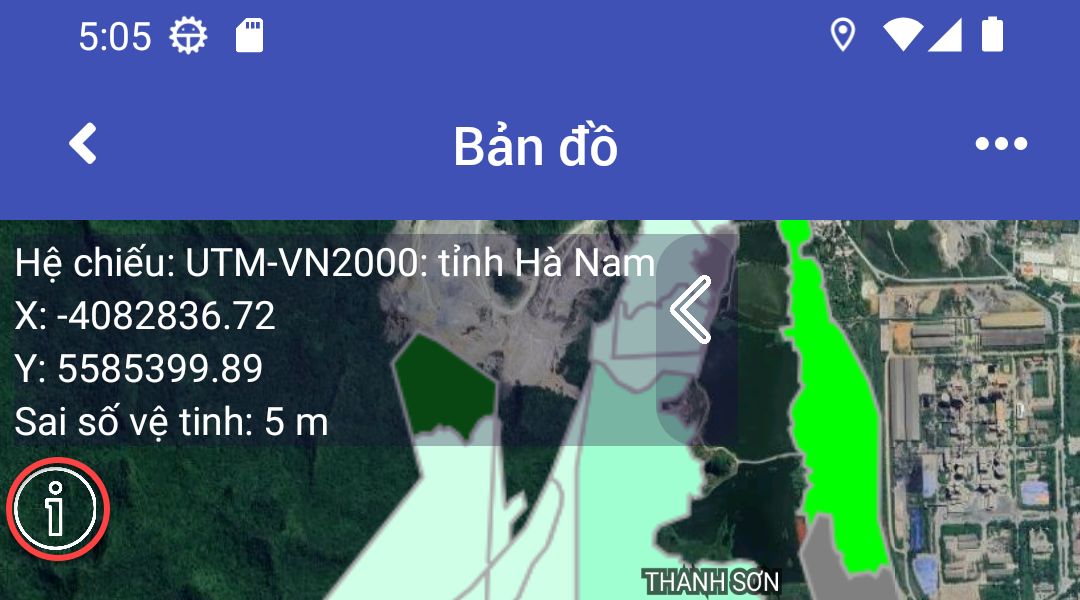 5:05
Bản đồ
Hệ chiếu: UTM-VN2000: tỉnh Hà Nam
X: -4082836.72
Y: 5585399.89
Sai số vệ tinh: 5 m
THANH SƠN